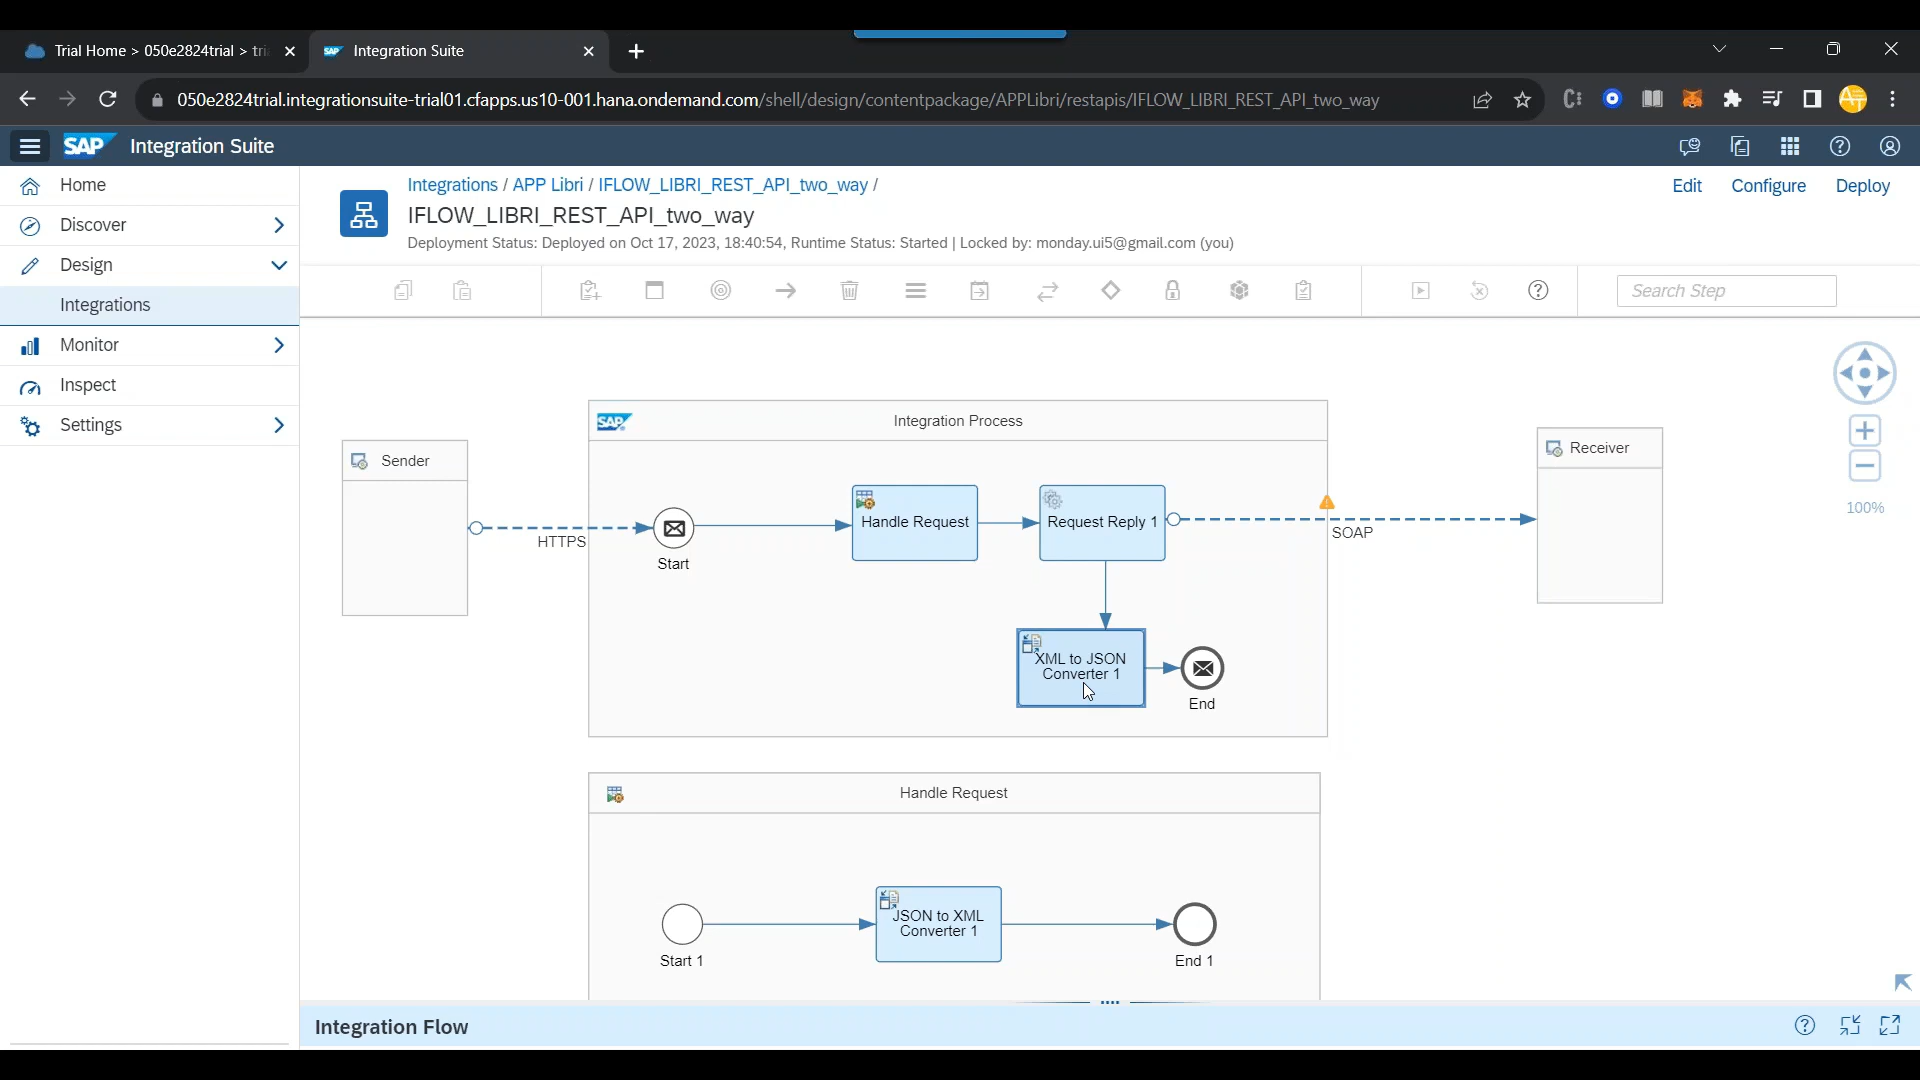 Trial Home > 050e2824trial > tri
Integration Suite
050e2824trial.integrationsuite-trial01.cfapps.us10-001.hana.ondemand.com/shell/design/contentpackage/APPLibri/restapis/IFLOW_LIBRI_REST_API_two_way
SAP Integration Suite
Home
Discover
Design
Integrations
Monitor
Inspect
Settings
Integrations / APP Libri / IFLOW_LIBRI_REST_API_two_way /
IFLOW_LIBRI_REST_API_two_way
Deployment Status: Deployed on Oct 17, 2023, 18:40:54, Runtime Status: Started | Locked by: monday.ui5@gmail.com (you)
Edit
Configure
Deploy
Search Step
100%
SAP
Integration Process
Sender
HTTPS
Start
Handle Request
Request Reply 1
SOAP
Receiver
XML to JSON
Converter 1
End
Handle Request
Start 1
JSON to XML
Converter 1
End 1
Integration Flow